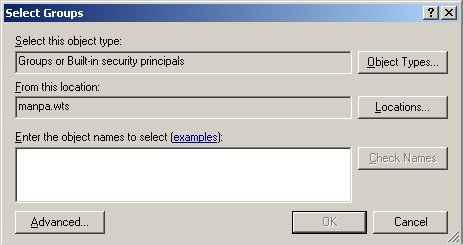 Select Groups
Select this object type:
Groups or Built-in security principals
Object Types...
From this location:
manpa.wts
Locations...
Enter the object names to select (examples):
Check Names
Advanced...
OK
Cancel